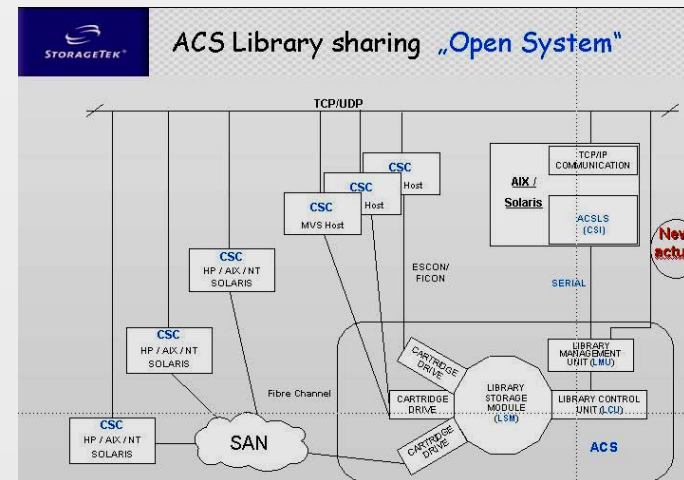 STORAGETEK
ACS Library sharing „Open System“
TCP/UDP
CSC
Host
CSC
Host
CSC
MVS Host
TCP/IP
COMMUNICATION
AIX /
Solaris
ACSLS
(CSI)
New
CSC
HP / AIX / NT
SOLARIS
ESCON/
FICON
SERIAL
CSC
HP / AIX / NT
SOLARIS
LIBRARY
MANAGEMENT
UNIT (LMU)
CARTRIDGE
DRIVE
Fibre Channel
CARTRIDGE
DRIVE
LIBRARY
STORAGE
MODULE
(LSM)
LIBRARY CONTROL
UNIT (LCU)
CSC
HP / AIX / NT
SOLARIS
SAN
CARTRIDGE
DRIVE
ACS